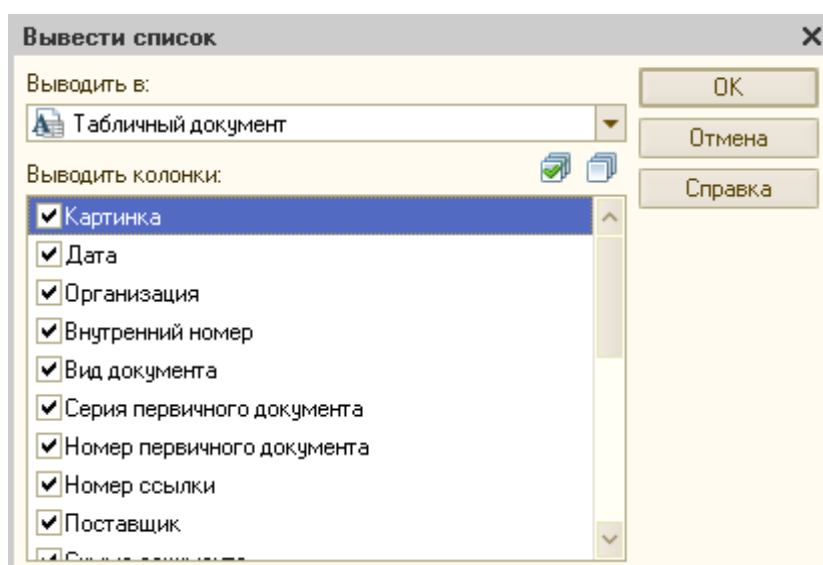 Вывести список
Выводить в:
OK
Табличный документ
Отмена
Выводить колонки:
Справка
Картинка
Дата
Организация
Внутренний номер
Вид документа
Серия первичного документа
Номер первичного документа
Номер ссылки
Поставщик